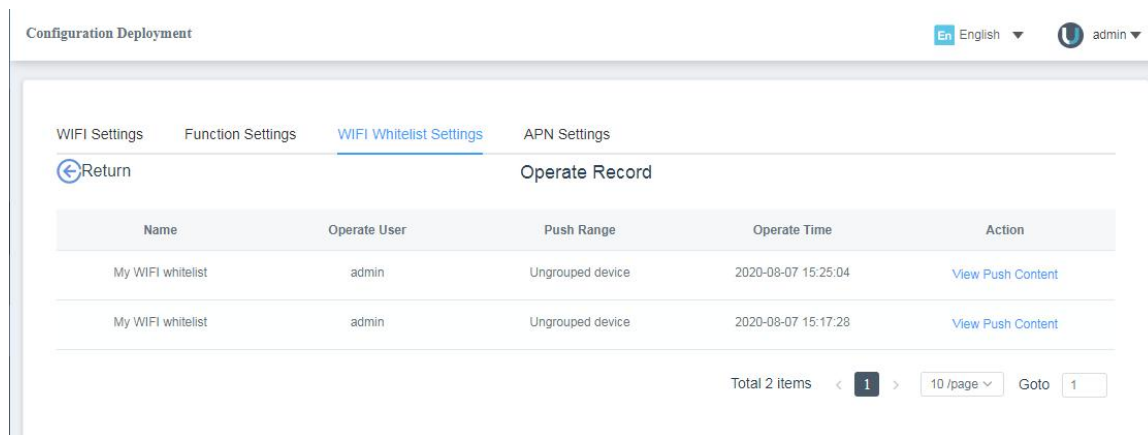 Configuration Deployment En English admin
WIFI Settings Function Settings WIFI Whitelist Settings APN Settings
Return Operate Record
Name Operate User Push Range Operate Time Action
My WIFI whitelist admin Ungrouped device 2020-08-07 15:25:04 View Push Content
My WIFI whitelist admin Ungrouped device 2020-08-07 15:17:28 View Push Content
Total 2 items < 1 > 10 /page Goto 1